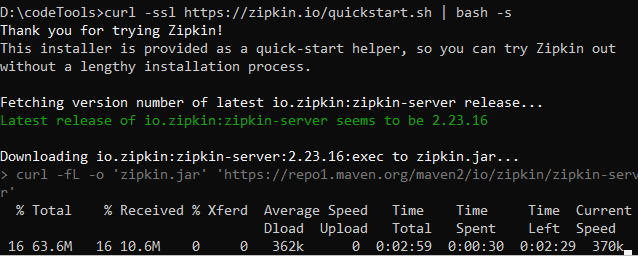 D:\codeTools>curl -ssl https://zipkin.io/quickstart.sh | bash -s
Thank you for trying Zipkin!
This installer is provided as a quick-start helper, so you can try Zipkin out
without a lengthy installation process.
Fetching version number of latest io.zipkin:zipkin-server release...
Latest release of io.zipkin:zipkin-server seems to be 2.23.16
Downloading io.zipkin:zipkin-server:2.23.16:exec to zipkin.jar...
> curl -fL -o 'zipkin.jar' 'https://repo1.maven.org/maven2/io/zipkin/zipkin-serv
r'
% Total % Received % Xferd Average Speed Time Time Time Current
Dload Upload Total Spent Left Speed
16 63.6M 16 10.6M 0 0 362k 0 0:02:59 0:00:30 0:02:29 370k